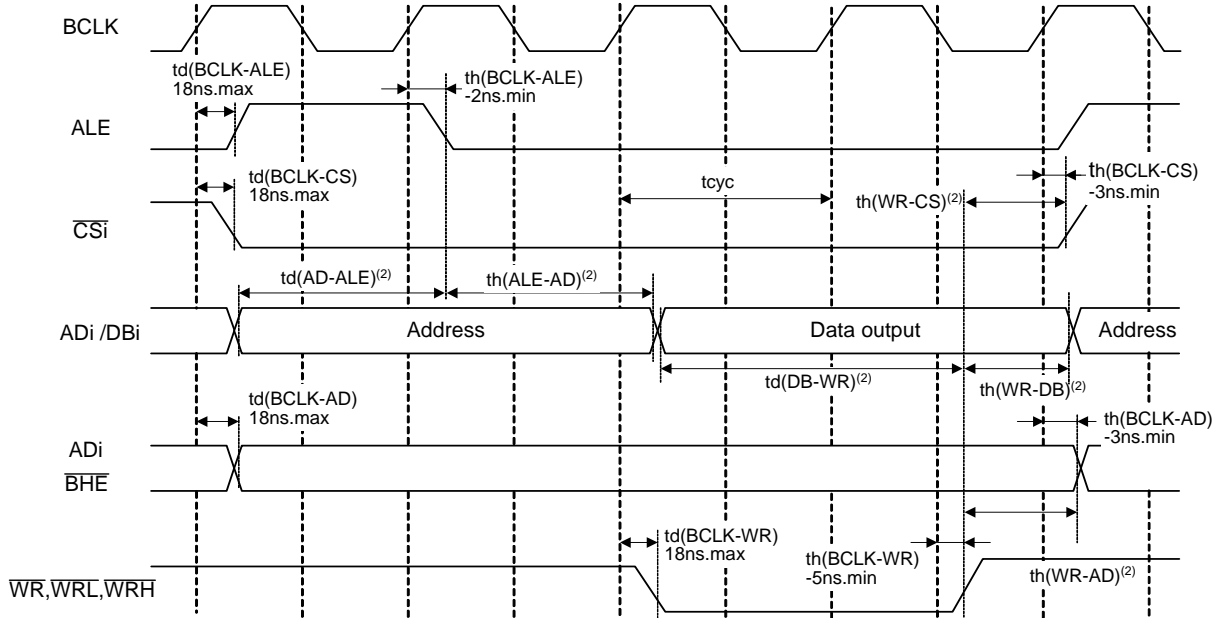 BCLK
td(BCLK-ALE)
18ns.max
th(BCLK-ALE)
-2ns.min
ALE
td(BCLK-CS)
18ns.max
tcyc
th(WR-CS)(2)
th(BCLK-CS)
-3ns.min
CSi
td(AD-ALE)(2)
th(ALE-AD)(2)
ADi /DBi
Address
Data output
Address
td(DB-WR)(2)
th(WR-DB)(2)
td(BCLK-AD)
18ns.max
th(BCLK-AD)
-3ns.min
ADi
BHE
td(BCLK-WR)
18ns.max
th(BCLK-WR)
-5ns.min
th(WR-AD)(2)
WR,WRL,WRH